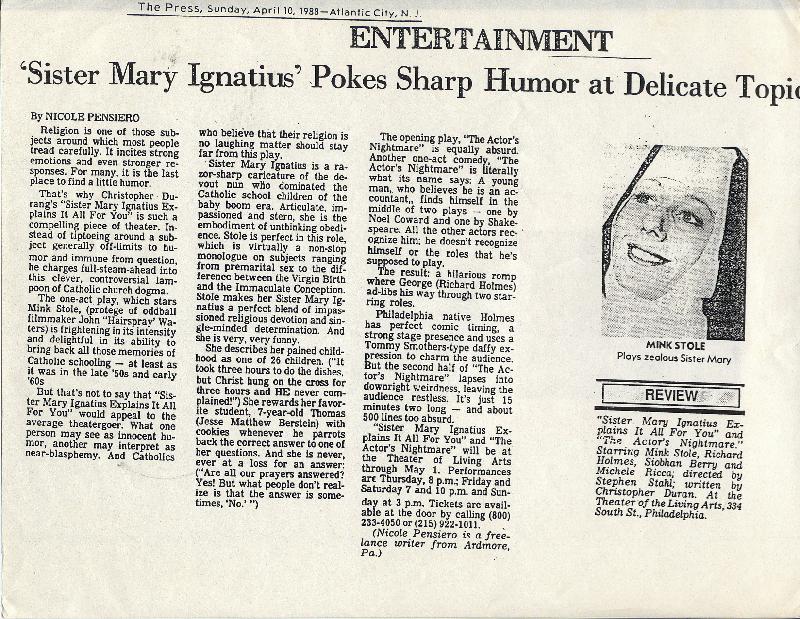 The Press, Sunday, April 10, 1988—Atlantic City, N. J.
ENTERTAINMENT
'Sister Mary Ignatius' Pokes Sharp Humor at Delicate Topic
By NICOLE PENSIERO
Religion is one of those sub-
jects around which most people
tread carefully. It incites strong
emotions and even stronger re-
sponses. For many, it is the last
place to find a little humor.
That's why Christopher Du-
rang's "Sister Mary Ignatius Ex-
plains It All For You" is such a
compelling piece of theater. In-
stead of tiptoeing around a sub-
ject generally off-limits to hu-
mor and immune from question,
he charges full-steam-ahead into
this clever, controversial lam-
poon of Catholic church dogma.
The one-act play, which stars
Mink Stole, (protege of oddball
filmmaker John "Hairspray' Wa-
ters) is frightening in its intensity
and delightful in its ability to
bring back all those memories of
Catholic schooling — at least as
it was in the late '50s and early
'60s
But that's not to say that "Sis-
ter Mary Ignatius Explains It All
For You" would appeal to the
average theatergoer. What one
person may see as innocent hu-
mor, another may interpret as
near-blasphemy. And Catholics
who believe that their religion is
no laughing matter should stay
far from this play.
Sister Mary Ignatius is a ra-
zor-sharp caricature of the de-
vout nun who dominated the
Catholic school children of the
baby boom era. Articulate, im-
passioned and stern, she is the
embodiment of unthinking obedi-
ence. Stole is perfect in this role,
which is virtually a non-stop
monologue on subjects ranging
from premarital sex to the dif-
ference between the Virgin Birth
and the Immaculate Conception.
Stole makes her Sister Mary Ig-
natius a perfect blend of impas-
sioned religious devotion and sin-
gle-minded determination. And
she is very, very funny.
She describes her pained child-
hood as one of 26 children. ("It
took three hours to do the dishes,
but Christ hung on the cross for
three hours and HE never com-
plained!") She rewards her favor-
ite student, 7-year-old Thomas
(Jesse Matthew Berstein) with
cookies whenever he parrots
back the correct answer to one of
her questions. And she is never,
ever at a loss for an answer:
("Are all our prayers answered?
Yes! But what people don't real-
ize is that the answer is some-
times, 'No.' ")
The opening play, "The Actor's
Nightmare" is equally absurd.
Another one-act comedy, "The
Actor's Nightmare" is literally
what its name says: A young
man, who believes he is an ac-
countant,, finds himself in the
middle of two plays — one by
Noel Coward and one by Shake-
speare. All the other actors rec-
ognize him; he doesn't recognize
himself or the roles that he's
supposed to play.
The result: a hilarious romp
where George (Richard Holmes)
ad-libs his way through two star-
ring roles.
Philadelphia native Holmes
has perfect comic timing, a
strong stage presence and uses a
Tommy Smothers-type daffy ex-
pression to charm the audience.
But the second half of "The Ac-
tor's Nightmare" lapses into
downright weirdness, leaving the
audience restless. It's just 15
minutes two long — and about
500 lines too absurd.
"Sister Mary Ignatius Ex-
plains It All For You" and "The
Actor's Nightmare" will be at
the Theater of Living Arts
through May 1. Performances
are Thursday, 8 p.m.; Friday and
Saturday 7 and 10 p.m. and Sun-
day at 3 p.m. Tickets are avail-
able at the door by calling (800)
233-4050 or (215) 922-1011.
(Nicole Pensiero is a free-
lance writer from Ardmore,
Pa.)
MINK STOLE
Plays zealous Sister Mary
REVIEW
"Sister Mary Ignatius Ex-
plains It All For You" and
"The Actor's Nightmare."
Starring Mink Stole, Richard
Holmes, Siobhan Berry and
Michele Ricca; directed by
Stephen Stahl; written by
Christopher Duran. At the
Theater of the Living Arts, 334
South St., Philadelphia.